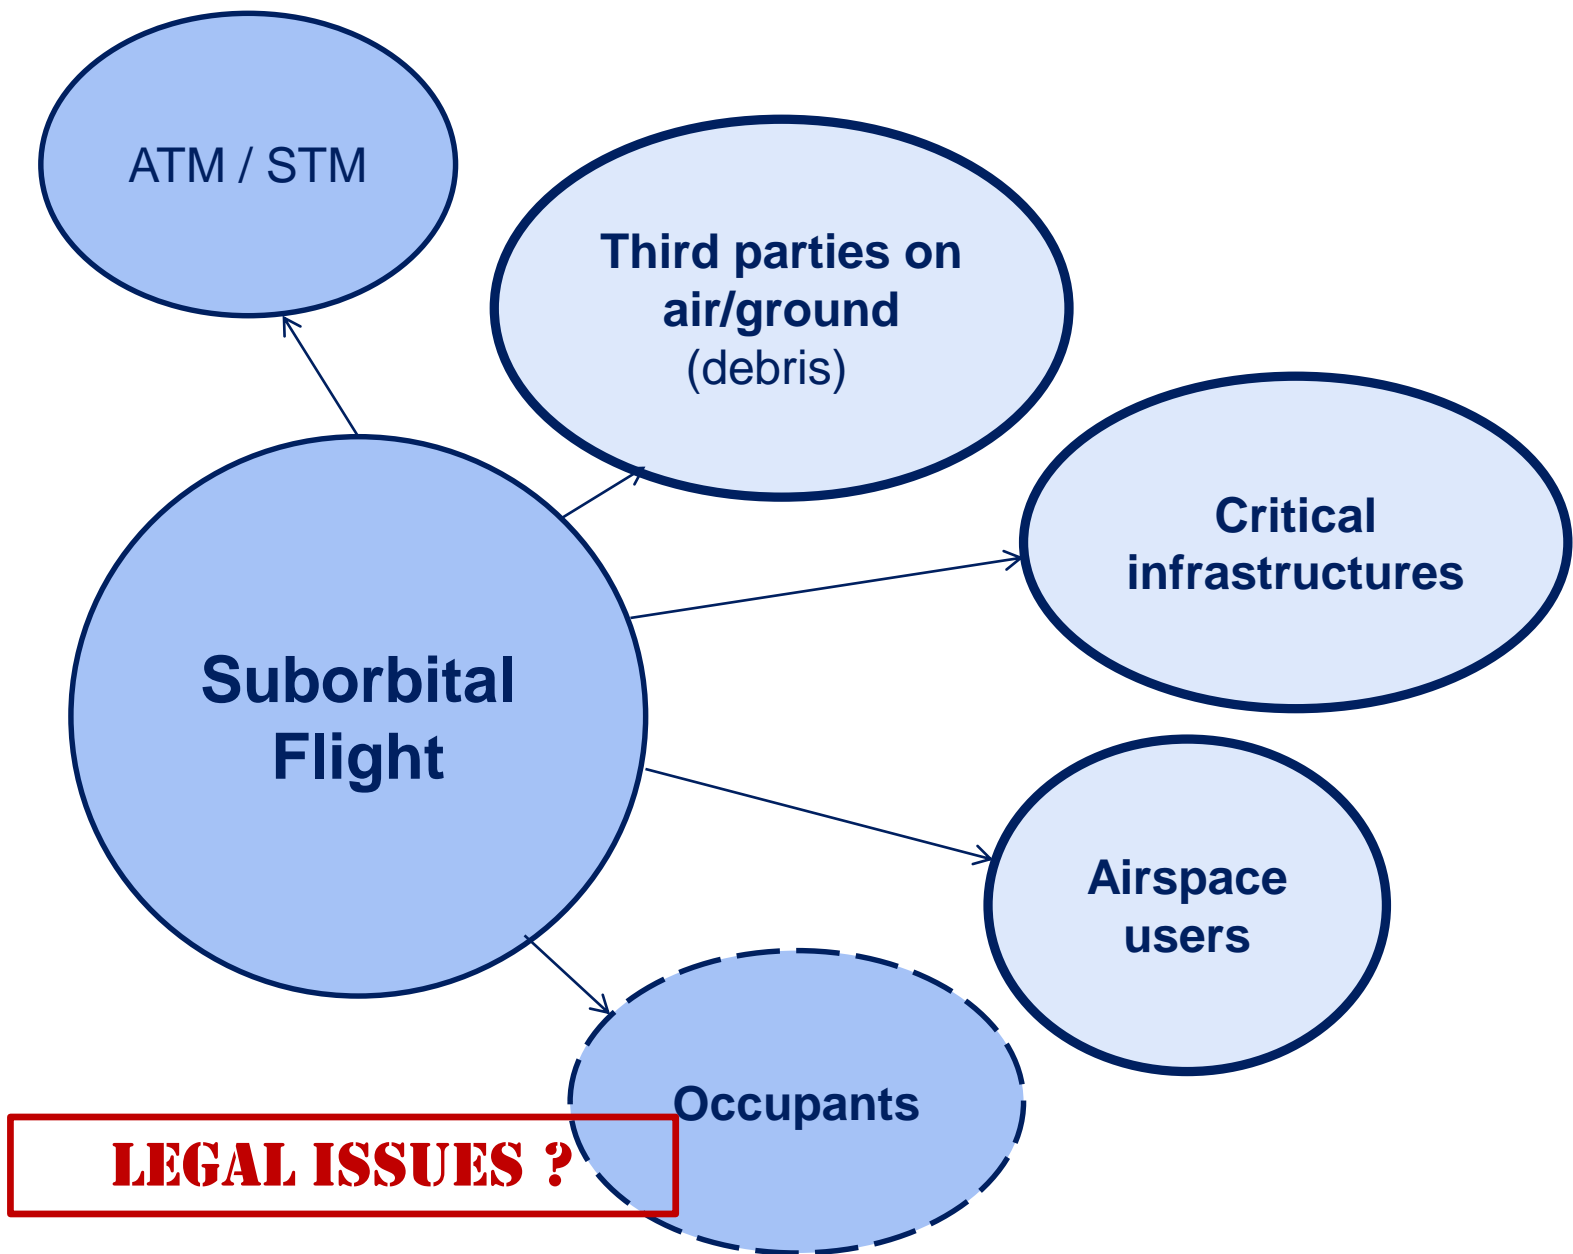 ATM / STM
Third parties on
air/ground
(debris)
Critical
infrastructures
Suborbital
Flight
Airspace
users
Occupants
LEGAL ISSUES ?